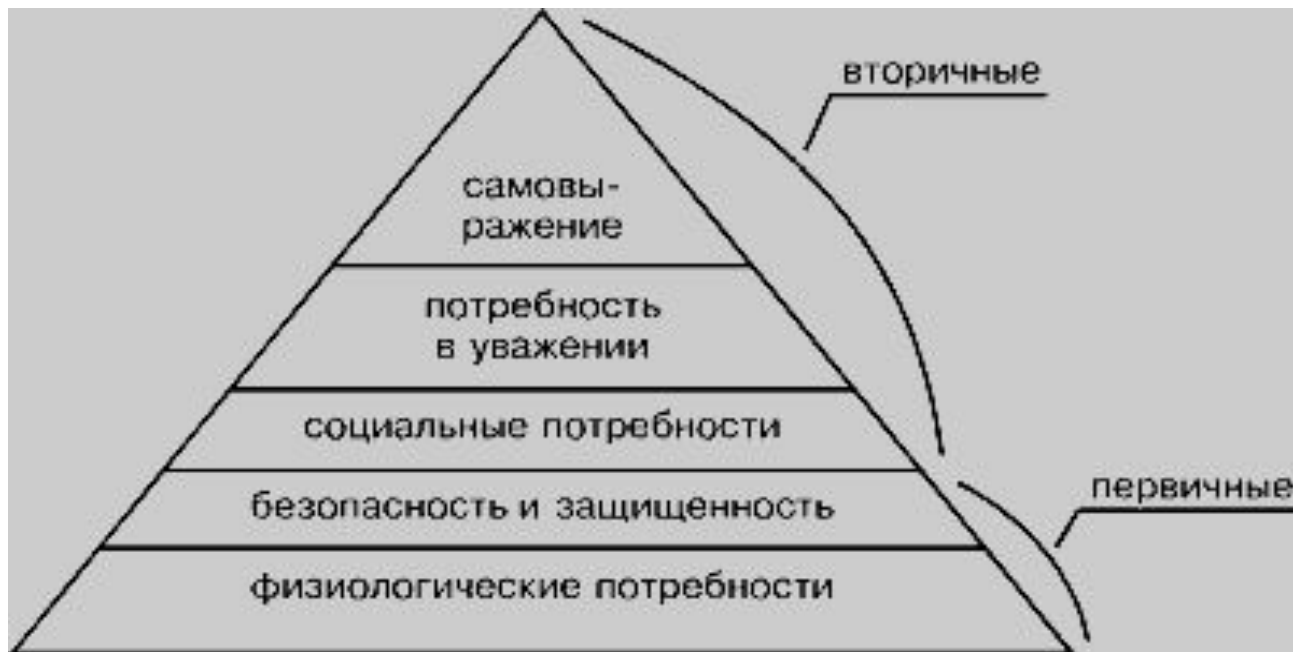 вторичные
самовы-
ражение
потребность
в уважении
социальные потребности
первичные
безопасность и защищенность
физиологические потребности